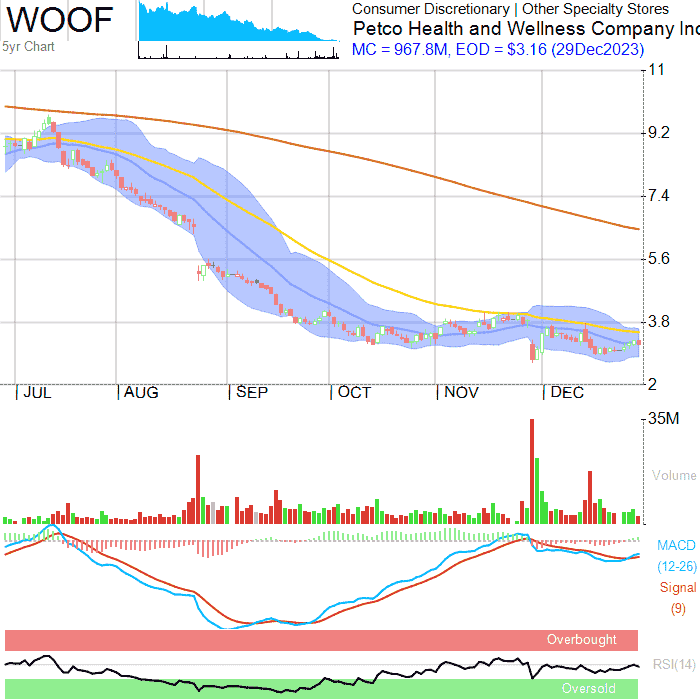 WOOF
5yr Chart
Consumer Discretionary | Other Specialty Stores
Petco Health and Wellness Company Inc
MC = 967.8M, EOD = $3.16 (29Dec2023)
11
9.2
7.4
5.6
3.8
2
JUL AUG SEP OCT NOV DEC
35M
Volume
MACD
(12-26)
Signal
(9)
Overbought
RSI(14)
Oversold